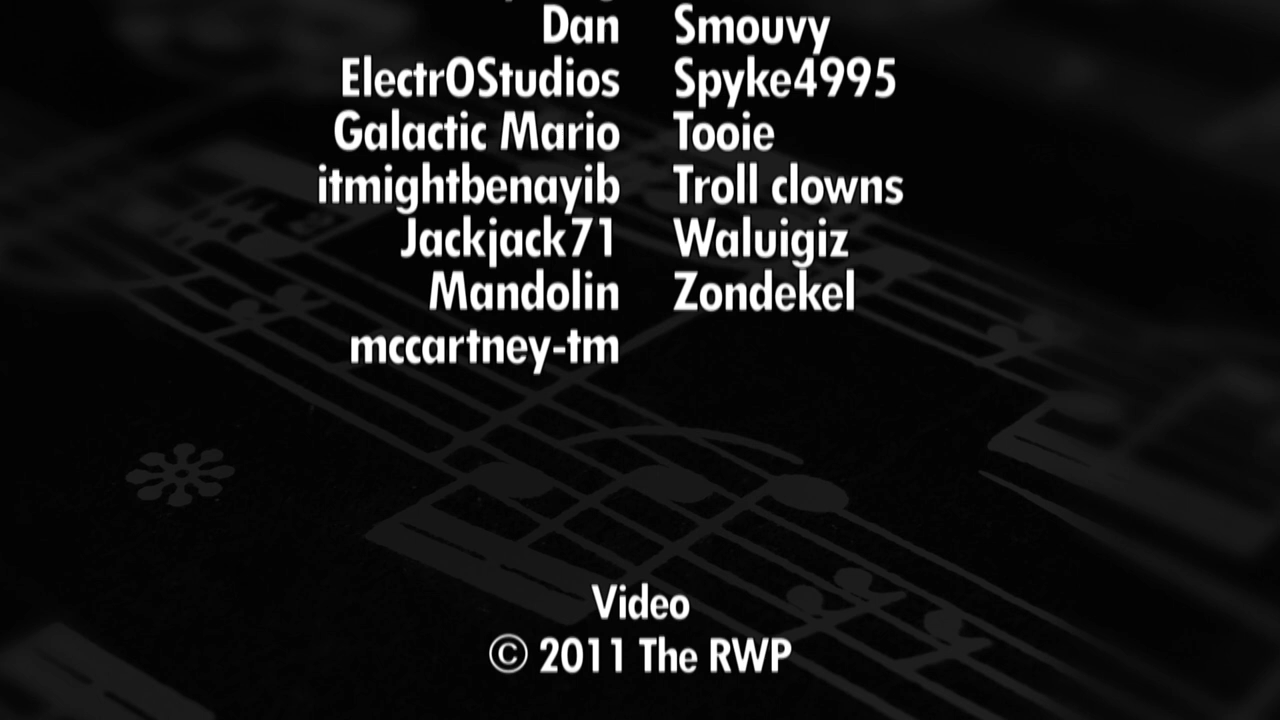 Dan Smouvy
ElectrOStudios Spyke4995
Galactic Mario Tooie
itmightbenayib Troll clowns
Jackjack71 Waluigiz
Mandolin Zondekel
mccartney-tm
Video
© 2011 The RWP